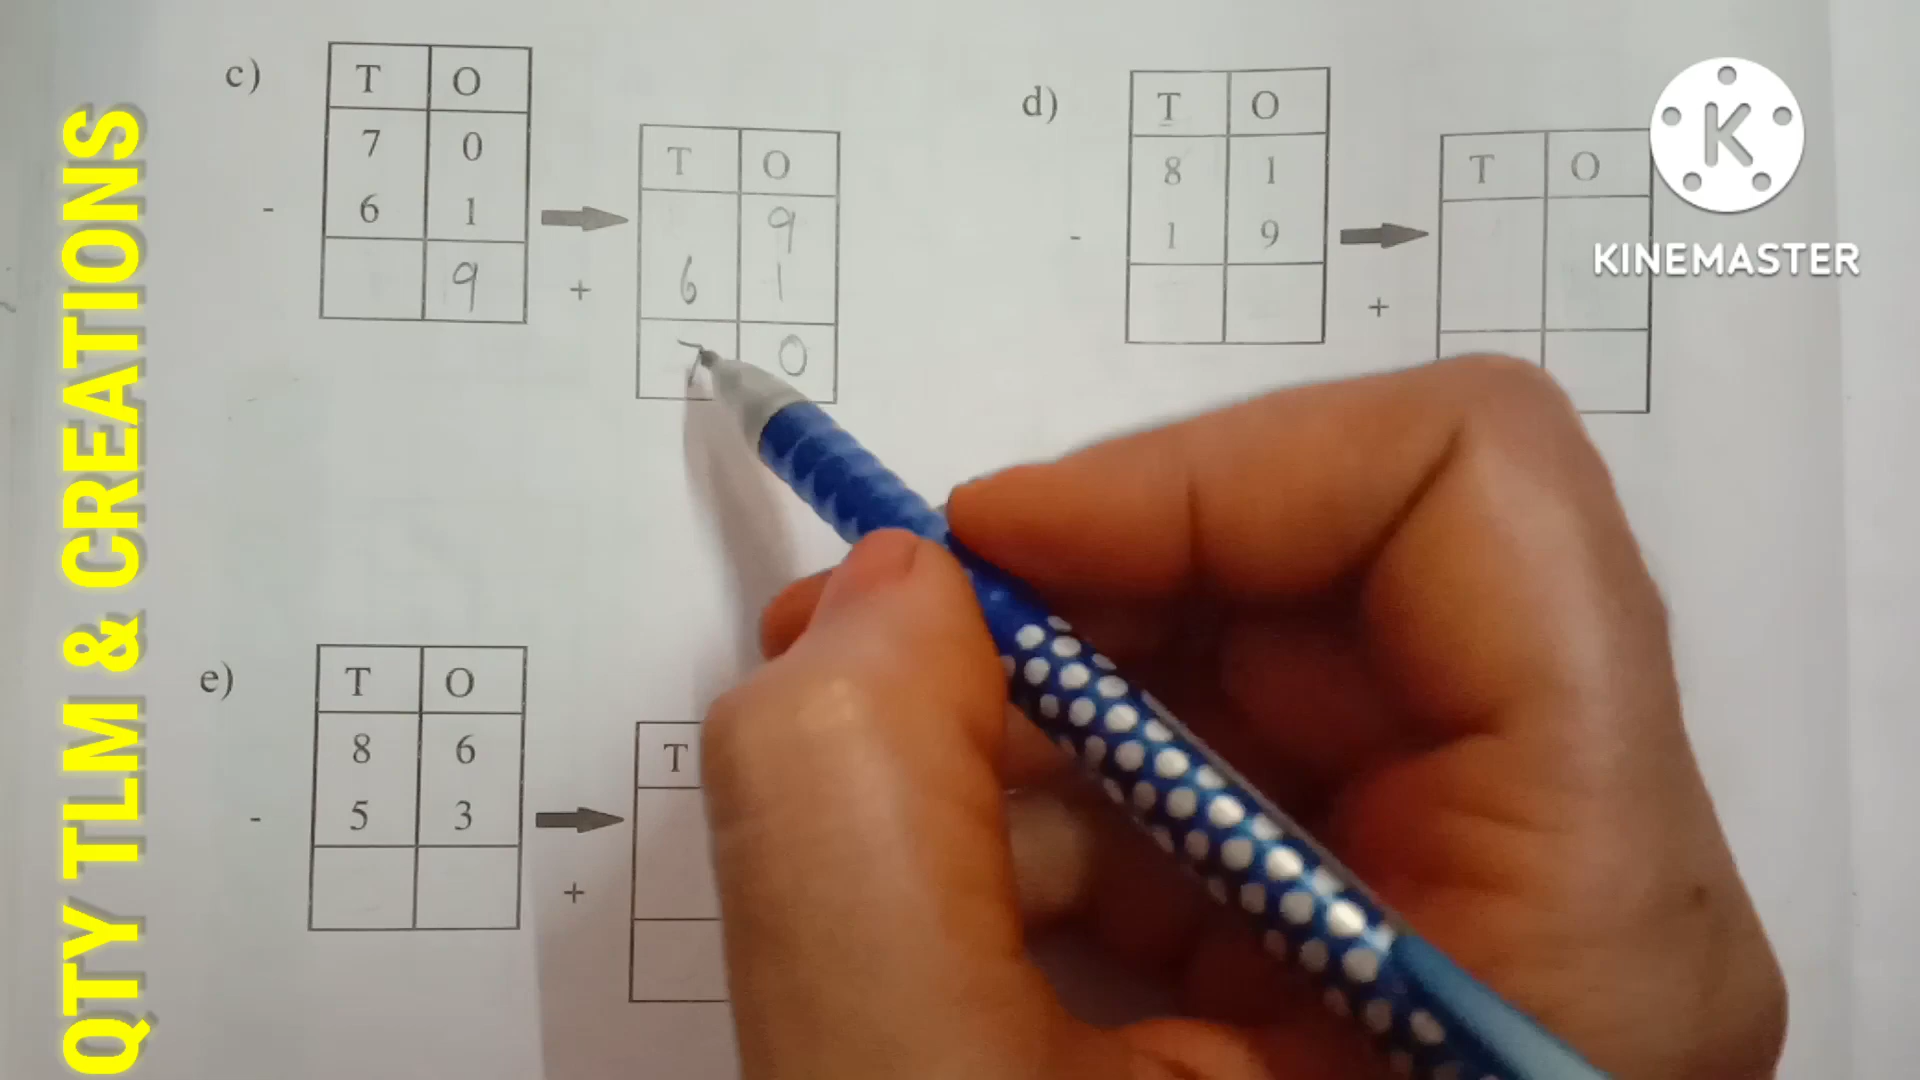 QTY TLM & CREATIONS
c)
T O
7 0
- 6 1
9
T O
9
+ 6 1
7 0
d)
T O
8 1
- 1 9
T O
+
KINEMASTER
e)
T O
8 6
- 5 3
T
+